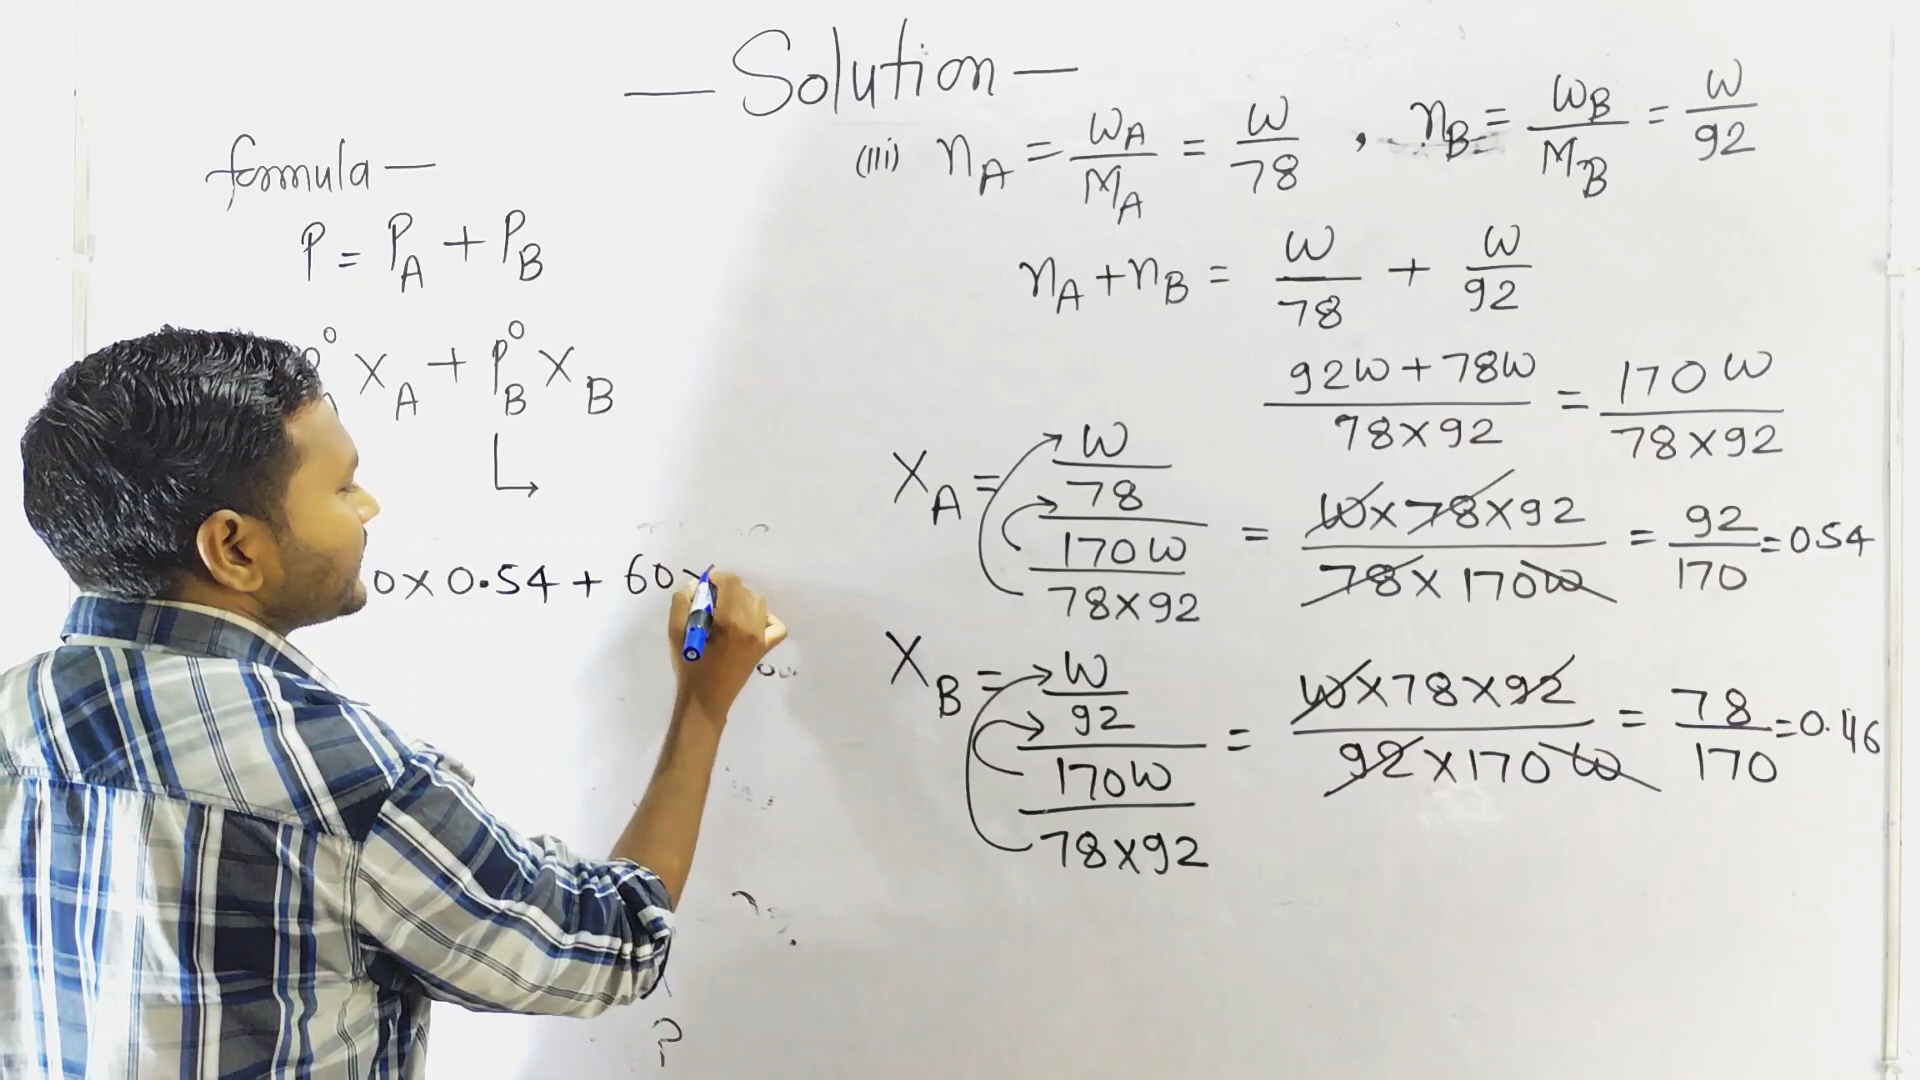 — Solution —
formula —
P = P_A + P_B
P° X_A + P°_B X_B
0 × 0.54 + 60 ×
(iii) n_A = W_A / M_A = W / 78 , n_B = W_B / M_B = W / 92
n_A + n_B = W / 78 + W / 92
92W + 78W / 78 × 92 = 170 W / 78 × 92
X_A = W / 78 / 170W / 78 × 92 = W × 78 × 92 / 78 × 170W = 92 / 170 = 0.54
X_B = W / 92 / 170W / 78 × 92 = W × 78 × 92 / 92 × 170 W = 78 / 170 = 0.46
?